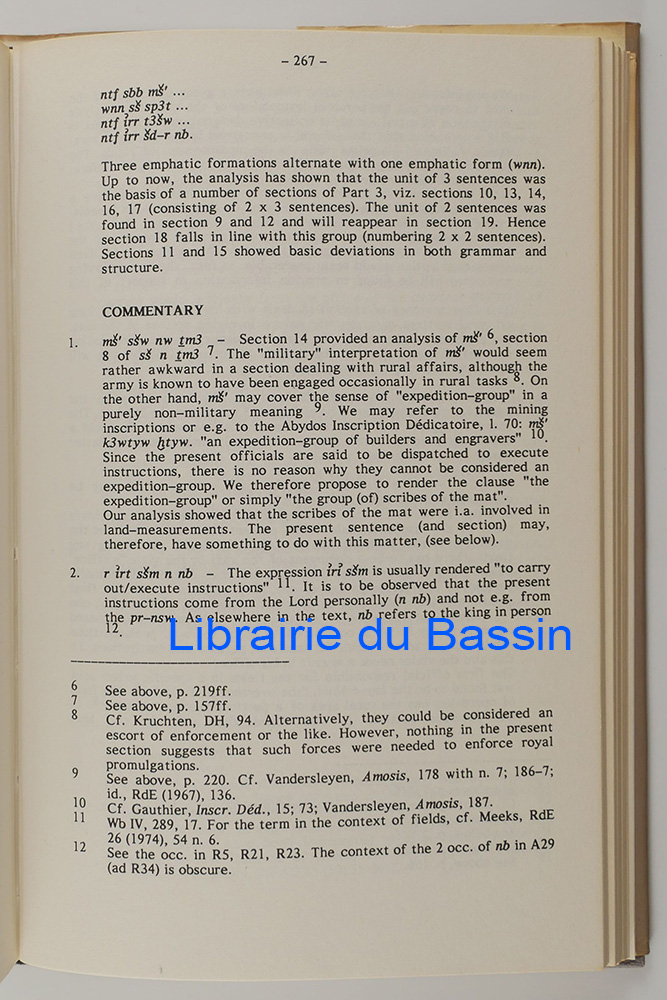 – 267 –
ntf sbb mš' ...
wnn sš sp3t ...
ntf ỉrr t3šw ...
ntf ỉrr šd–r nb.
Three emphatic formations alternate with one emphatic form (wnn).
Up to now, the analysis has shown that the unit of 3 sentences was
the basis of a number of sections of Part 3, viz. sections 10, 13, 14,
16, 17 (consisting of 2 x 3 sentences). The unit of 2 sentences was
found in section 9 and 12 and will reappear in section 19. Hence
section 18 falls in line with this group (numbering 2 x 2 sentences).
Sections 11 and 15 showed basic deviations in both grammar and
structure.
COMMENTARY
1. mš' sšw nw ṯm3 – Section 14 provided an analysis of mš' 6, section
8 of sš n ṯm3 7. The "military" interpretation of mš' would seem
rather awkward in a section dealing with rural affairs, although the
army is known to have been engaged occasionally in rural tasks 8. On
the other hand, mš' may cover the sense of "expedition-group" in a
purely non-military meaning 9. We may refer to the mining
inscriptions or e.g. to the Abydos Inscription Dédicatoire, l. 70: mš'
k3wtyw ḫtyw. "an expedition-group of builders and engravers" 10.
Since the present officials are said to be dispatched to execute
instructions, there is no reason why they cannot be considered an
expedition-group. We therefore propose to render the clause "the
expedition-group" or simply "the group (of) scribes of the mat".
Our analysis showed that the scribes of the mat were i.a. involved in
land-measurements. The present sentence (and section) may,
therefore, have something to do with this matter, (see below).
2. r ỉrt sšm n nb – The expression ỉrỉ sšm is usually rendered "to carry
out/execute instructions" 11. It is to be observed that the present
instructions come from the Lord personally (n nb) and not e.g. from
the pr–nsw. As elsewhere in the text, nb refers to the king in person
12.
Librairie du Bassin
6 See above, p. 219ff.
7 See above, p. 157ff.
8 Cf. Kruchten, DH, 94. Alternatively, they could be considered an
escort of enforcement or the like. However, nothing in the present
section suggests that such forces were needed to enforce royal
promulgations.
9 See above, p. 220. Cf. Vandersleyen, Amosis, 178 with n. 7; 186–7;
id., RdE (1967), 136.
10 Cf. Gauthier, Inscr. Déd., 15; 73; Vandersleyen, Amosis, 187.
11 Wb IV, 289, 17. For the term in the context of fields, cf. Meeks, RdE
26 (1974), 54 n. 6.
12 See the occ. in R5, R21, R23. The context of the 2 occ. of nb in A29
(ad R34) is obscure.